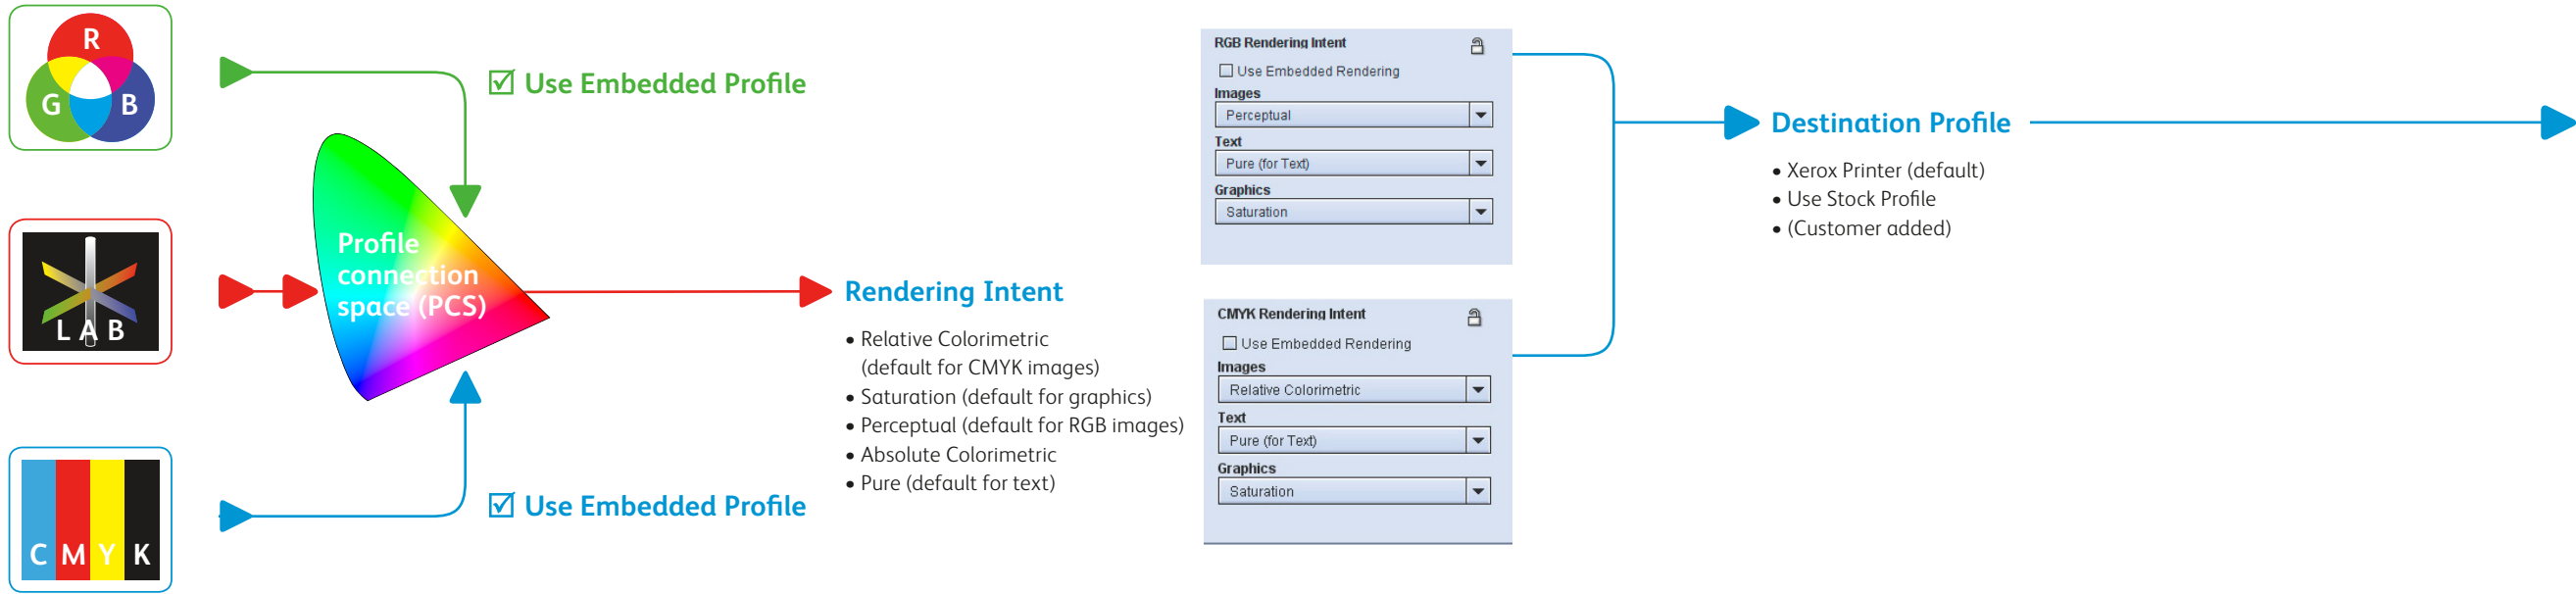 R
G B
LAB
C M Y K
☑ Use Embedded Profile
Profile
connection
space (PCS)
☑ Use Embedded Profile
Rendering Intent
• Relative Colorimetric
(default for CMYK images)
• Saturation (default for graphics)
• Perceptual (default for RGB images)
• Absolute Colorimetric
• Pure (default for text)
RGB Rendering Intent
☐ Use Embedded Rendering
Images
Perceptual
Text
Pure (for Text)
Graphics
Saturation
CMYK Rendering Intent
☐ Use Embedded Rendering
Images
Relative Colorimetric
Text
Pure (for Text)
Graphics
Saturation
Destination Profile
• Xerox Printer (default)
• Use Stock Profile
• (Customer added)